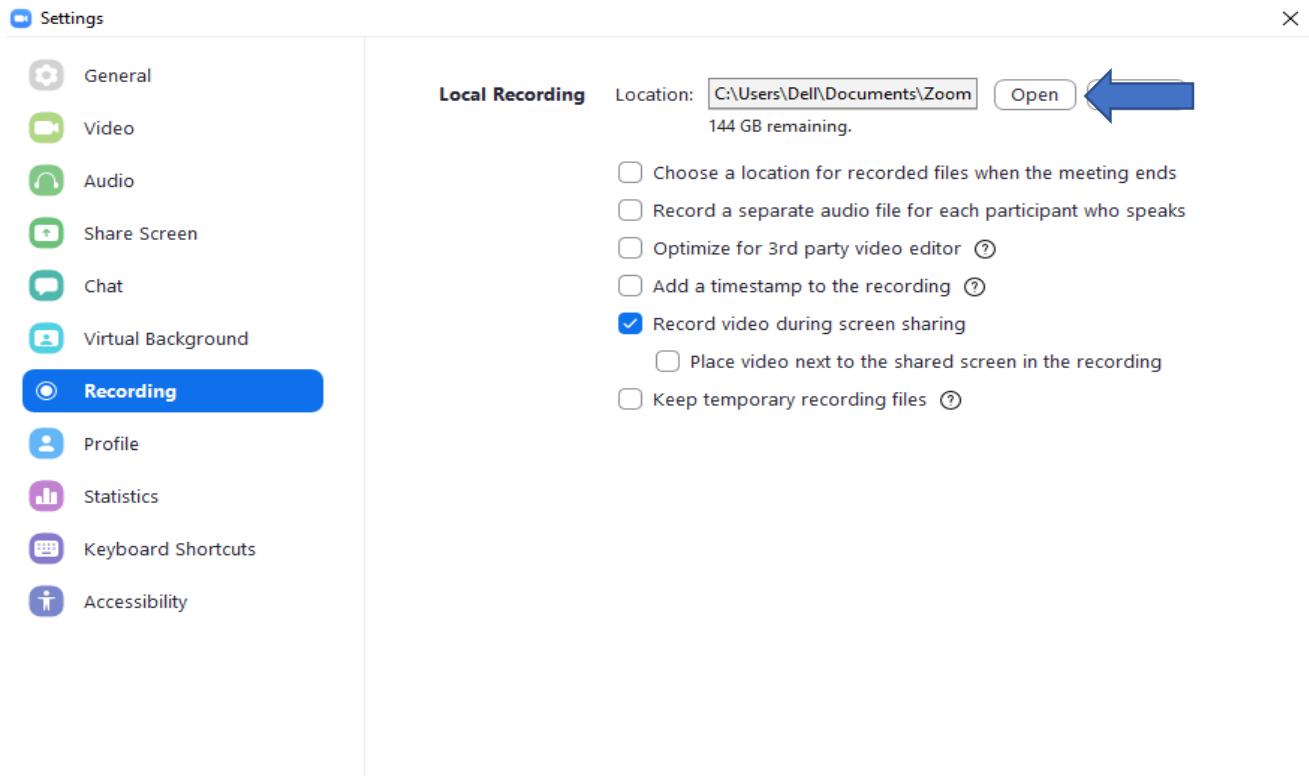 Settings
General
Video
Audio
Share Screen
Chat
Virtual Background
Recording
Profile
Statistics
Keyboard Shortcuts
Accessibility
Local Recording Location: C:\Users\Dell\Documents\Zoom Open
144 GB remaining.
Choose a location for recorded files when the meeting ends
Record a separate audio file for each participant who speaks
Optimize for 3rd party video editor ?
Add a timestamp to the recording ?
Record video during screen sharing
Place video next to the shared screen in the recording
Keep temporary recording files ?